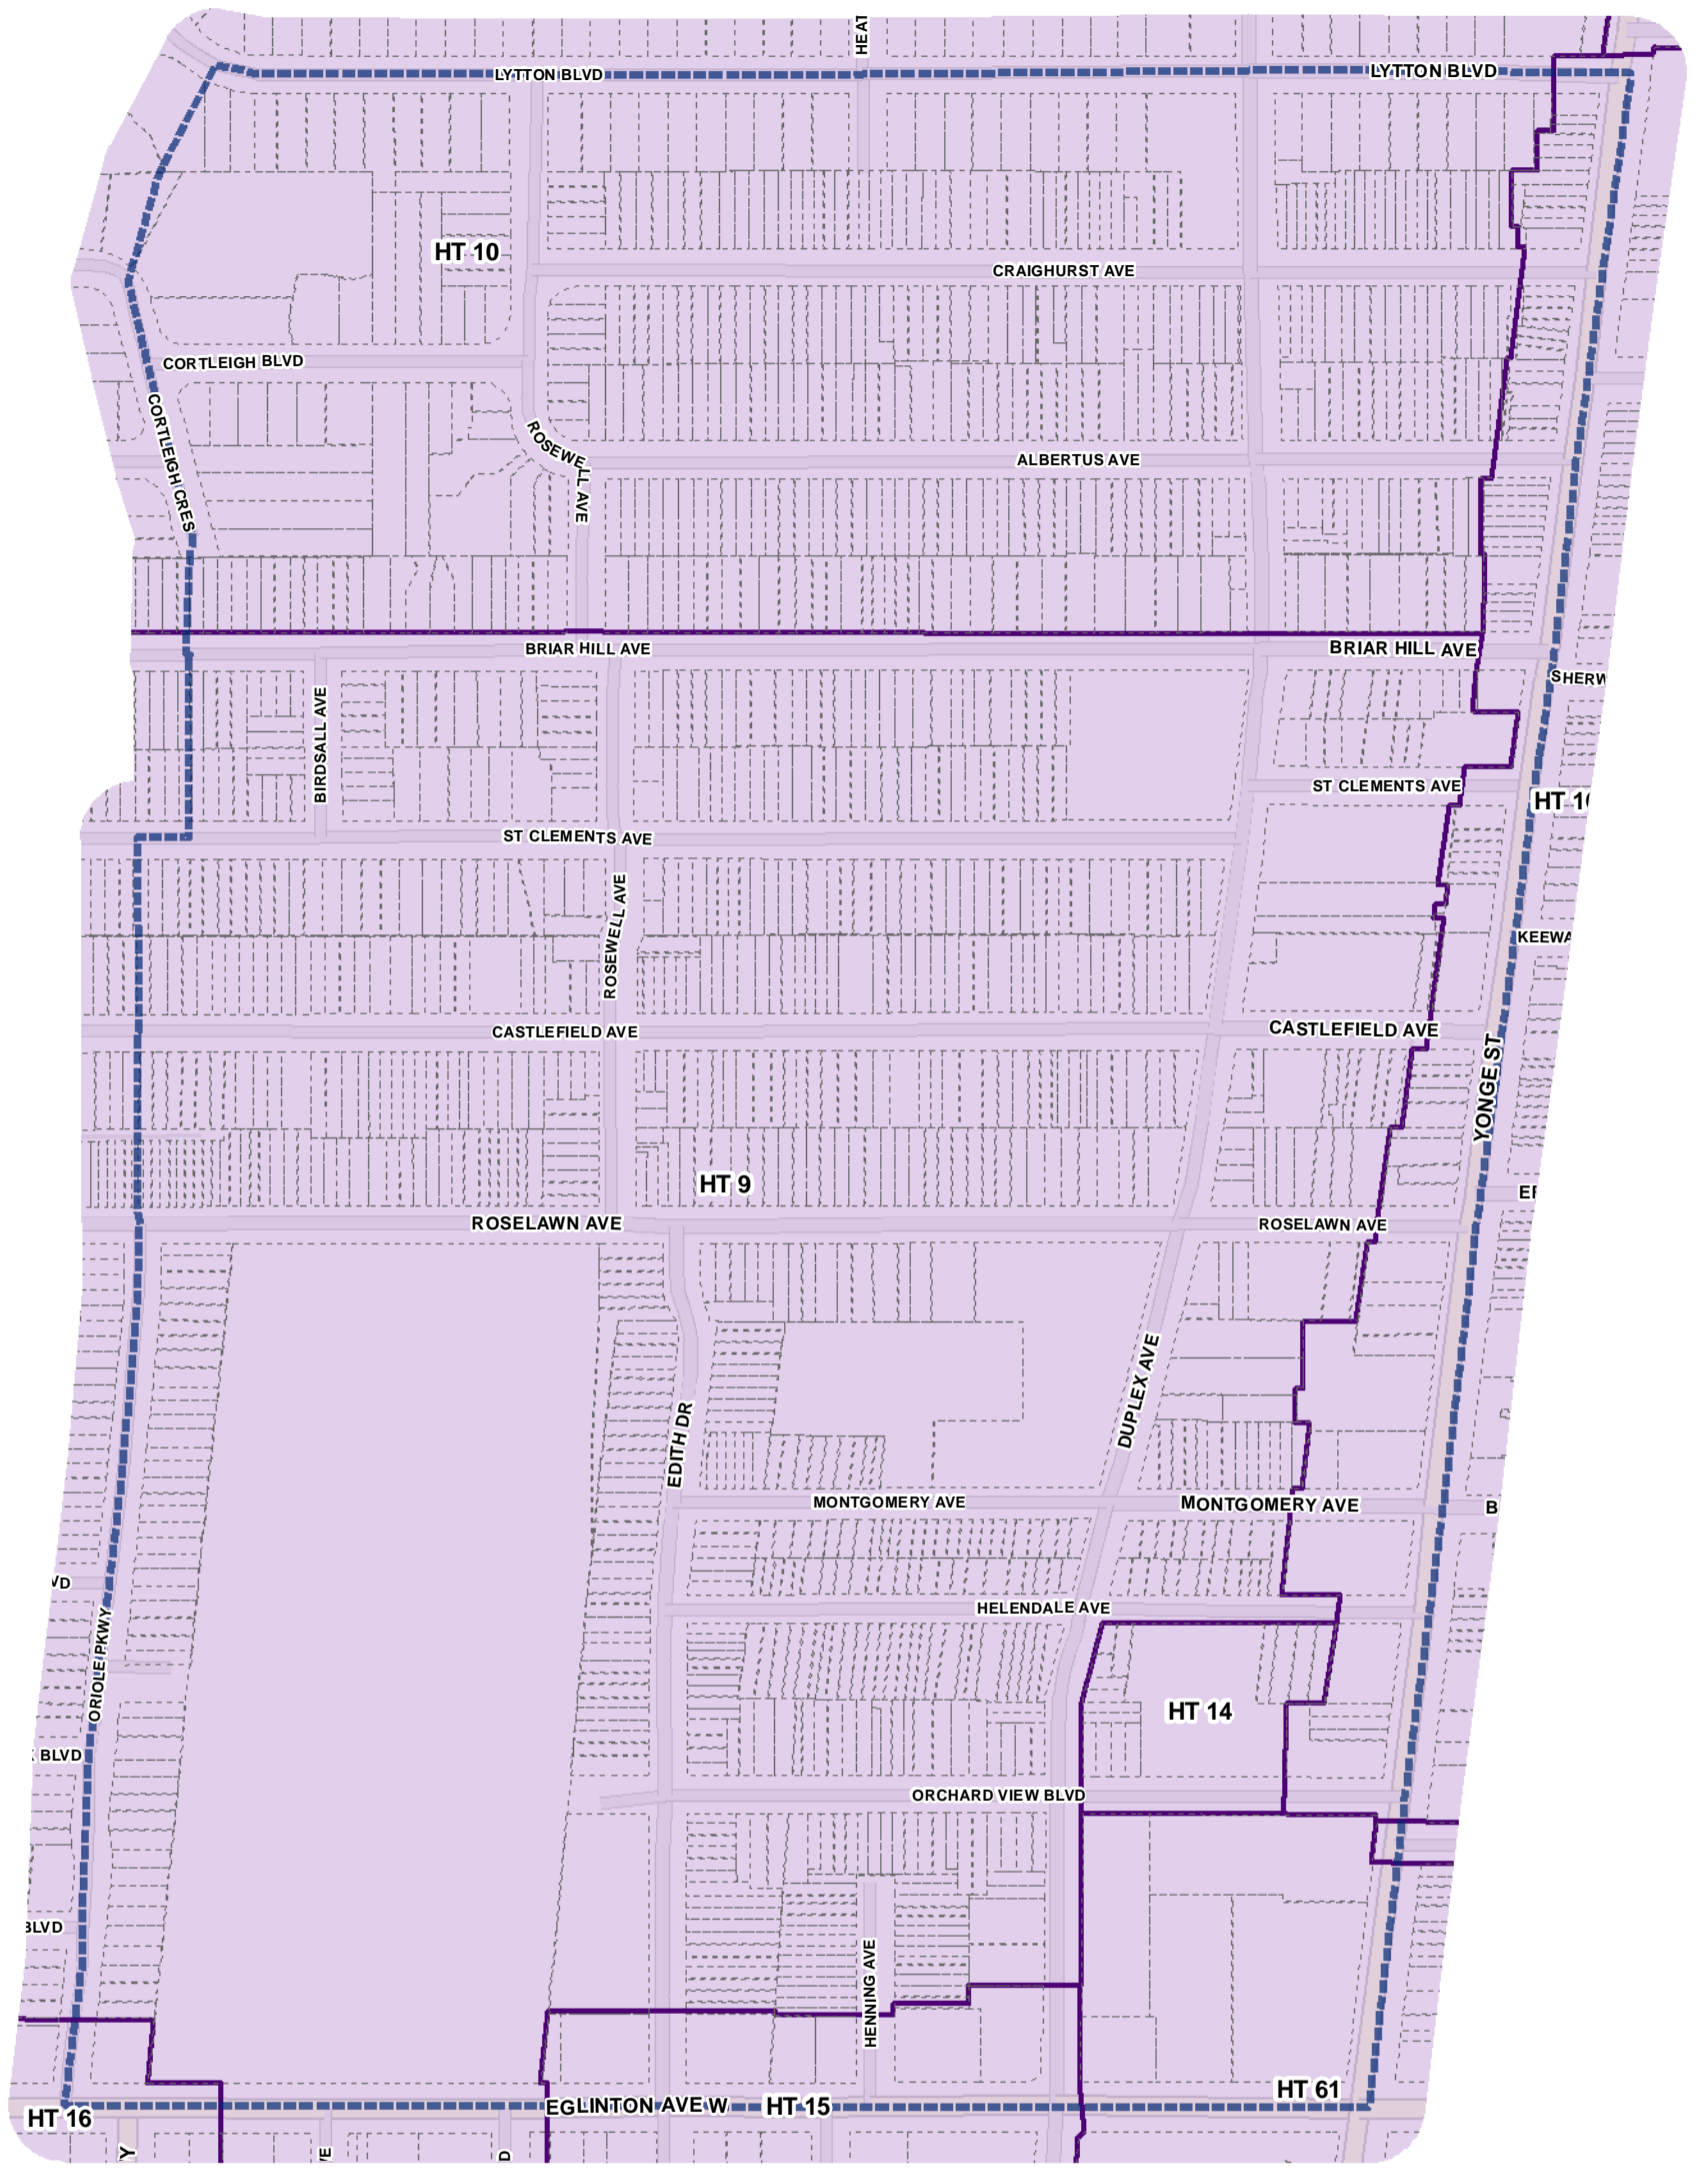 HEAT
LYTTON BLVD
LYTTON BLVD
HT 10
CRAIGHURST AVE
CORTLEIGH BLVD
CORTLEIGH CRES
ROSEWELL AVE
ALBERTUS AVE
BRIAR HILL AVE
BRIAR HILL AVE
SHERW
BIRDSALL AVE
ST CLEMENTS AVE
HT 10
ST CLEMENTS AVE
ROSEWELL AVE
KEEWA
CASTLEFIELD AVE
CASTLEFIELD AVE
YONGE ST
HT 9
ROSELAWN AVE
ROSELAWN AVE
DUPLEX AVE
EDITH DR
MONTGOMERY AVE
MONTGOMERY AVE
B
VD
HELENDALE AVE
ORIOLE PKWY
HT 14
K BLVD
ORCHARD VIEW BLVD
BLVD
HENNING AVE
HT 61
EGLINTON AVE W
HT 15
HT 16
Y
VE
D